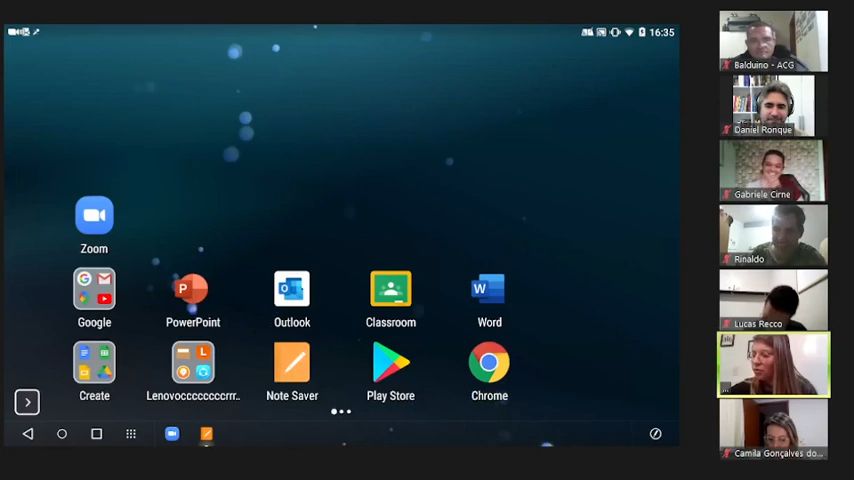 16:35
Zoom
Google
PowerPoint
Outlook
Classroom
Word
Create
Lenovoccccccccrrr..
Note Saver
Play Store
Chrome
Balduino - ACG
Daniel Ronque
Gabriele Cirne
Rinaldo
Lucas Recco
...
Camila Gonçalves do...